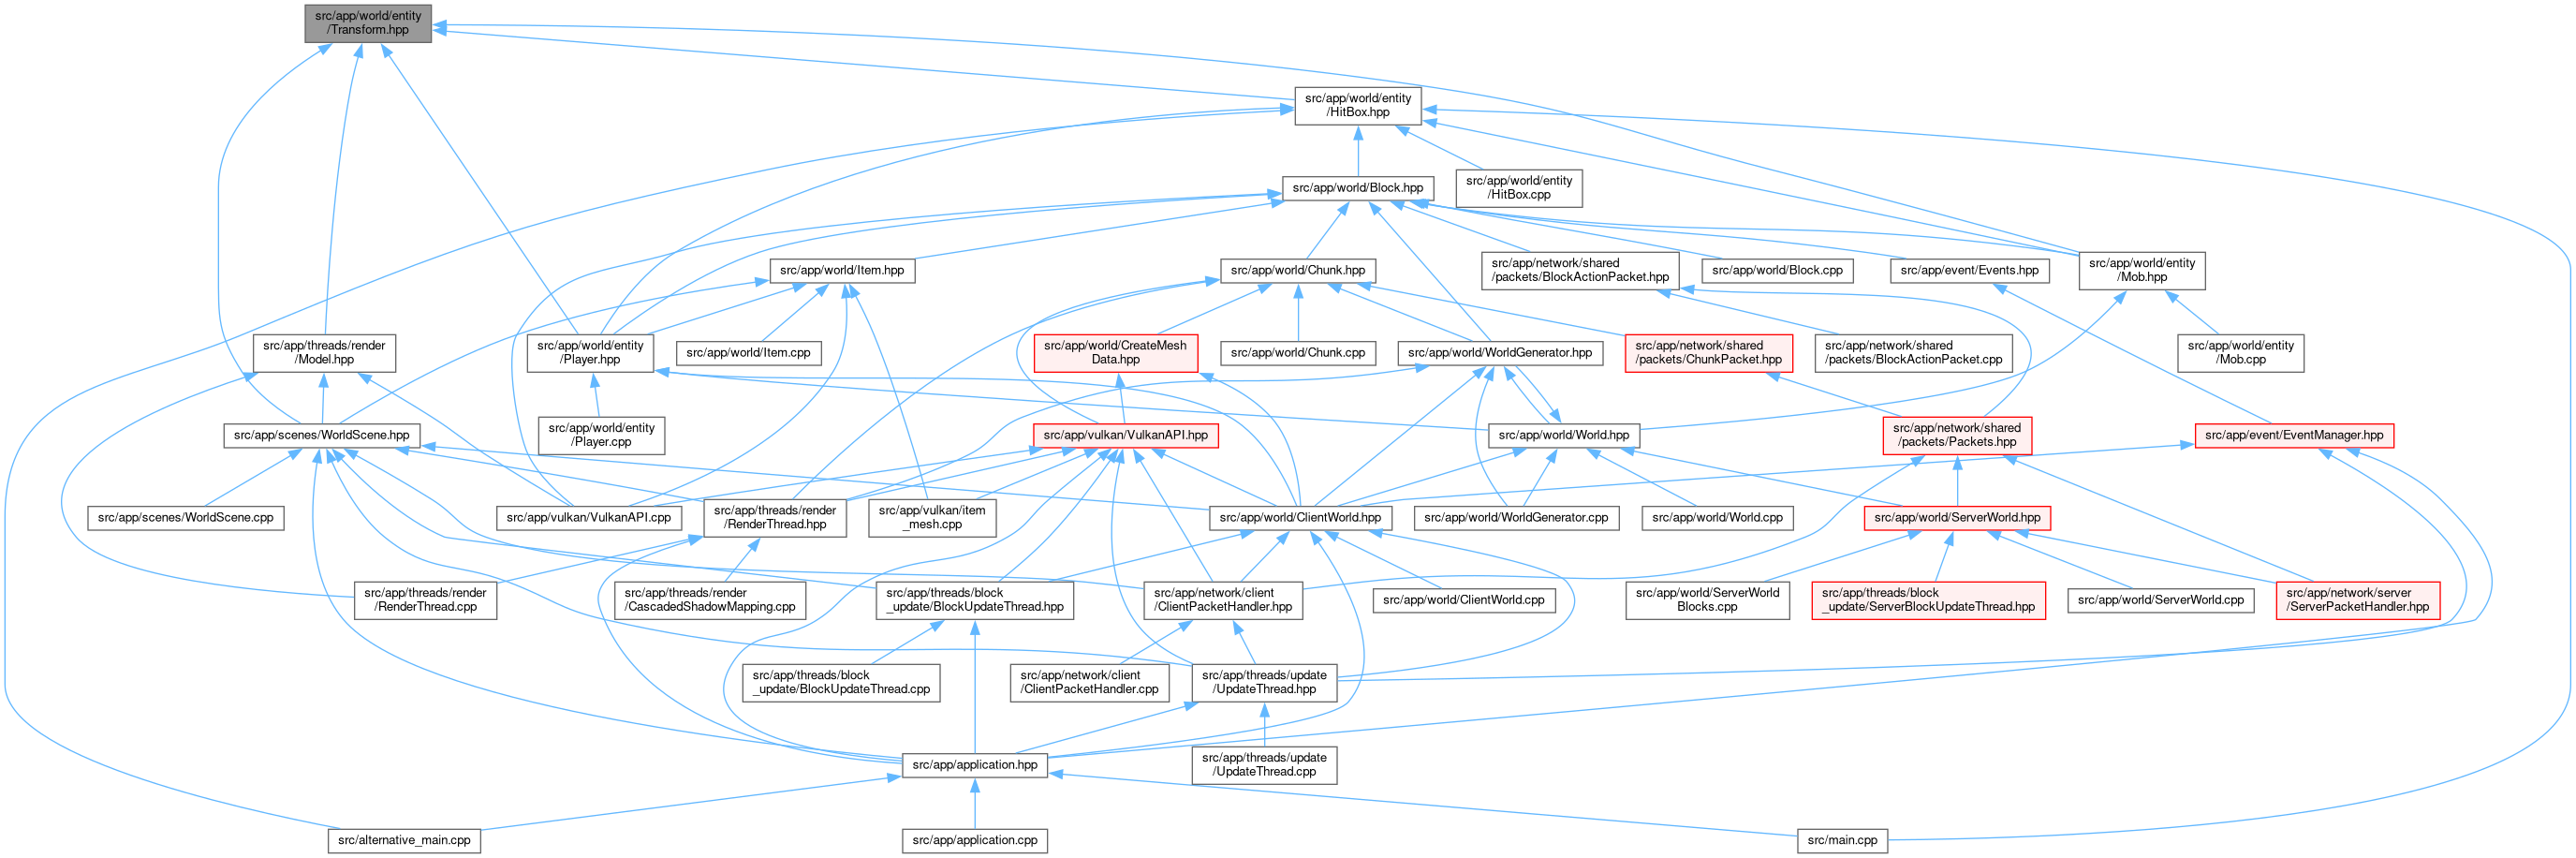 src/app/world/entity
/Transform.hpp
src/app/world/entity
/HitBox.hpp
src/app/world/Block.hpp
src/app/world/entity
/HitBox.cpp
src/app/world/Item.hpp
src/app/world/Chunk.hpp
src/app/network/shared
/packets/BlockActionPacket.hpp
src/app/world/Block.cpp
src/app/event/Events.hpp
src/app/world/entity
/Mob.hpp
src/app/threads/render
/Model.hpp
src/app/world/entity
/Player.hpp
src/app/world/Item.cpp
src/app/world/CreateMesh
Data.hpp
src/app/world/Chunk.cpp
src/app/world/WorldGenerator.hpp
src/app/network/shared
/packets/ChunkPacket.hpp
src/app/network/shared
/packets/BlockActionPacket.cpp
src/app/world/entity
/Mob.cpp
src/app/scenes/WorldScene.hpp
src/app/world/entity
/Player.cpp
src/app/vulkan/VulkanAPI.hpp
src/app/world/World.hpp
src/app/network/shared
/packets/Packets.hpp
src/app/event/EventManager.hpp
src/app/scenes/WorldScene.cpp
src/app/vulkan/VulkanAPI.cpp
src/app/threads/render
/RenderThread.hpp
src/app/vulkan/item
_mesh.cpp
src/app/world/ClientWorld.hpp
src/app/world/WorldGenerator.cpp
src/app/world/World.cpp
src/app/world/ServerWorld.hpp
src/app/threads/render
/RenderThread.cpp
src/app/threads/render
/CascadedShadowMapping.cpp
src/app/threads/block
_update/BlockUpdateThread.hpp
src/app/network/client
/ClientPacketHandler.hpp
src/app/world/ClientWorld.cpp
src/app/world/ServerWorld
Blocks.cpp
src/app/threads/block
_update/ServerBlockUpdateThread.hpp
src/app/world/ServerWorld.cpp
src/app/network/server
/ServerPacketHandler.hpp
src/app/threads/block
_update/BlockUpdateThread.cpp
src/app/network/client
/ClientPacketHandler.cpp
src/app/threads/update
/UpdateThread.hpp
src/app/application.hpp
src/app/threads/update
/UpdateThread.cpp
src/alternative_main.cpp
src/app/application.cpp
src/main.cpp